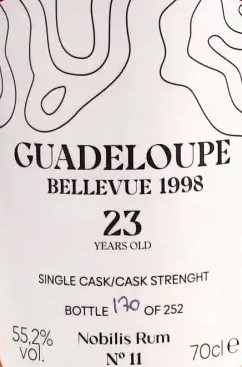 GUADELOUPE
BELLEVUE 1998
23
YEARS OLD
SINGLE CASK/CASK STRENGHT
BOTTLE 170 OF 252
55,2% vol.
Nobilis Rum
Nº 11
70cl e